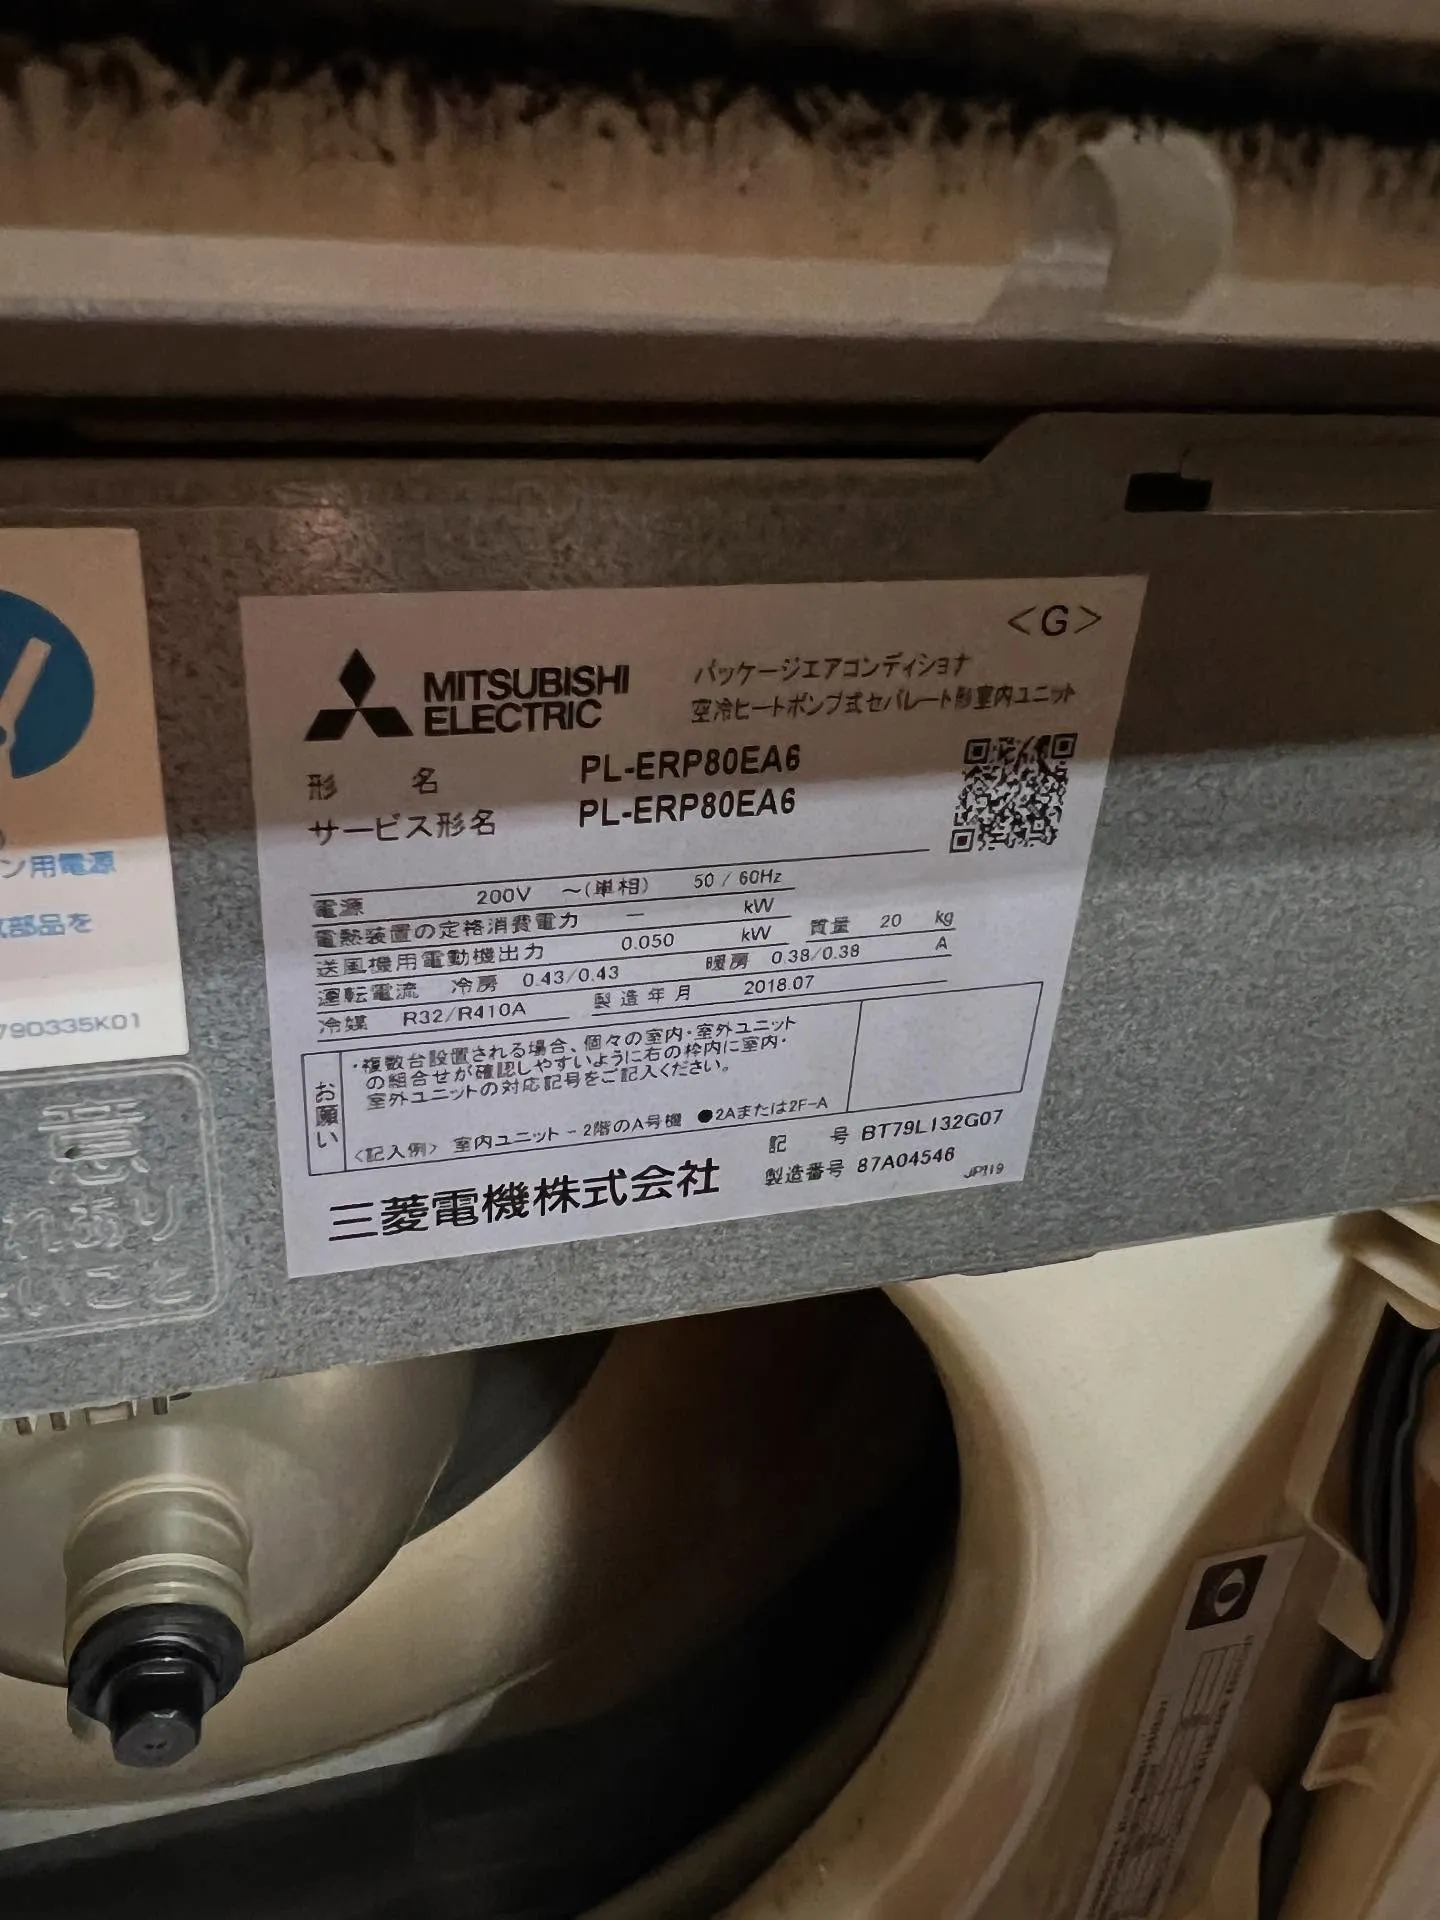 <G>
MITSUBISHI
ELECTRIC
パッケージエアコンディショナ
空冷ヒートポンプ式セパレート形室内ユニット
形 名 PL-ERP80EA6
サービス形名 PL-ERP80EA6
電源 200V ～(単相) 50 / 60Hz
電熱装置の定格消費電力 － kW
送風機用電動機出力 0.050 kW 質量 20 kg
運転電流 冷房 0.43/0.43 暖房 0.38/0.38 A
冷媒 R32/R410A 製造年月 2018.07
お願い
・複数台設置される場合、個々の室内・室外ユニット
の組合せが確認しやすいように右の枠内に室内・
室外ユニットの対応記号をご記入ください。
〈記入例〉 室内ユニット－2階のA号機 ●2Aまたは2F-A
三菱電機株式会社
記 号 BT79L132G07
製造番号 87A04546
JP119
ン用電源
部品を
79D335K01
意
れあり
いこと